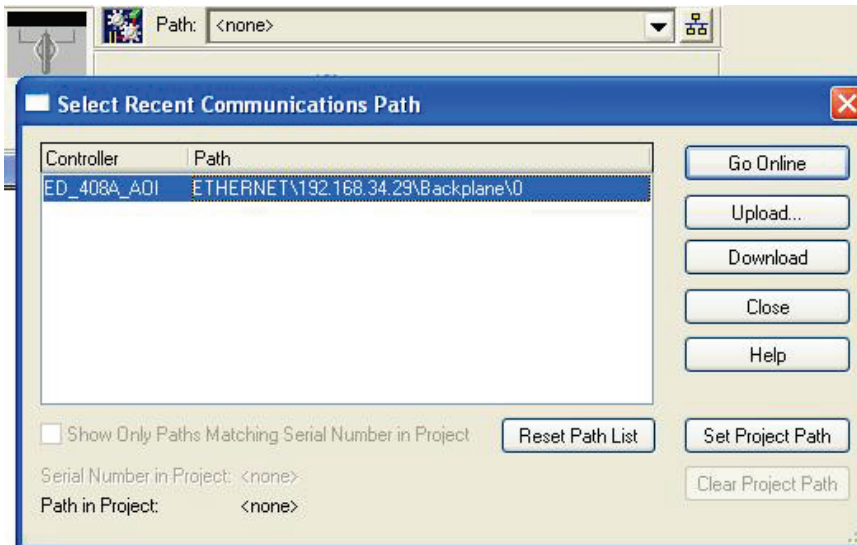 Path: <none>
Select Recent Communications Path
Controller Path
ED_408A_AOI ETHERNET\192.168.34.29\Backplane\0
Go Online
Upload...
Download
Close
Help
Show Only Paths Matching Serial Number in Project
Reset Path List
Set Project Path
Serial Number in Project: <none>
Clear Project Path
Path in Project: <none>